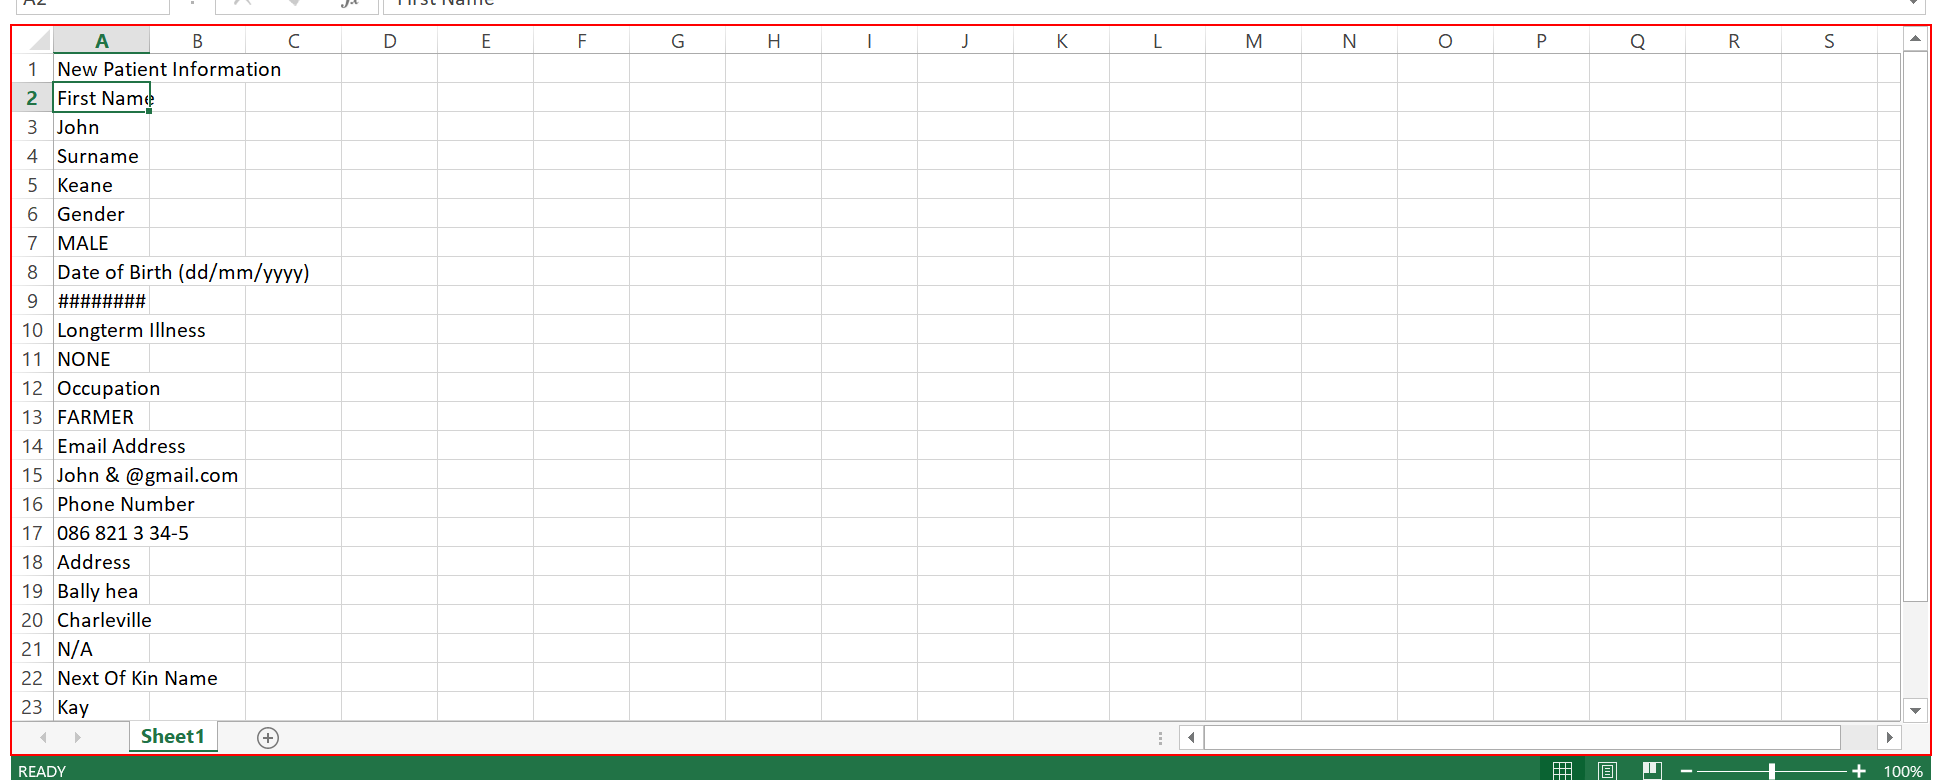 A2 fx First Name
A B C D E F G H I J K L M N O P Q R S
1 New Patient Information
2 First Name
3 John
4 Surname
5 Keane
6 Gender
7 MALE
8 Date of Birth (dd/mm/yyyy)
9 ########
10 Longterm Illness
11 NONE
12 Occupation
13 FARMER
14 Email Address
15 John & @gmail.com
16 Phone Number
17 086 821 3 34-5
18 Address
19 Bally hea
20 Charleville
21 N/A
22 Next Of Kin Name
23 Kay
Sheet1
READY 100%